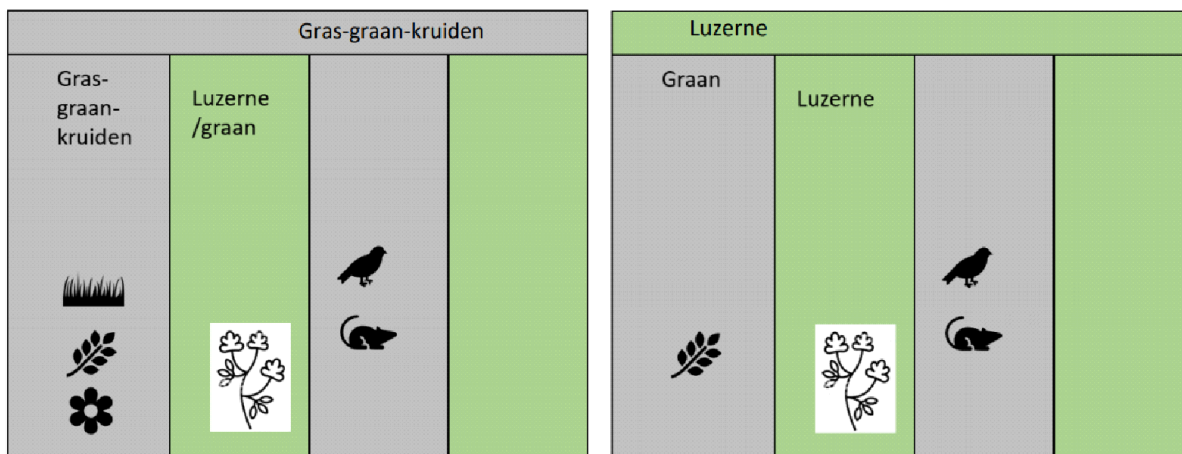 Gras-graan-kruiden
Gras-
graan-
kruiden
Luzerne
/graan
Luzerne
Graan
Luzerne